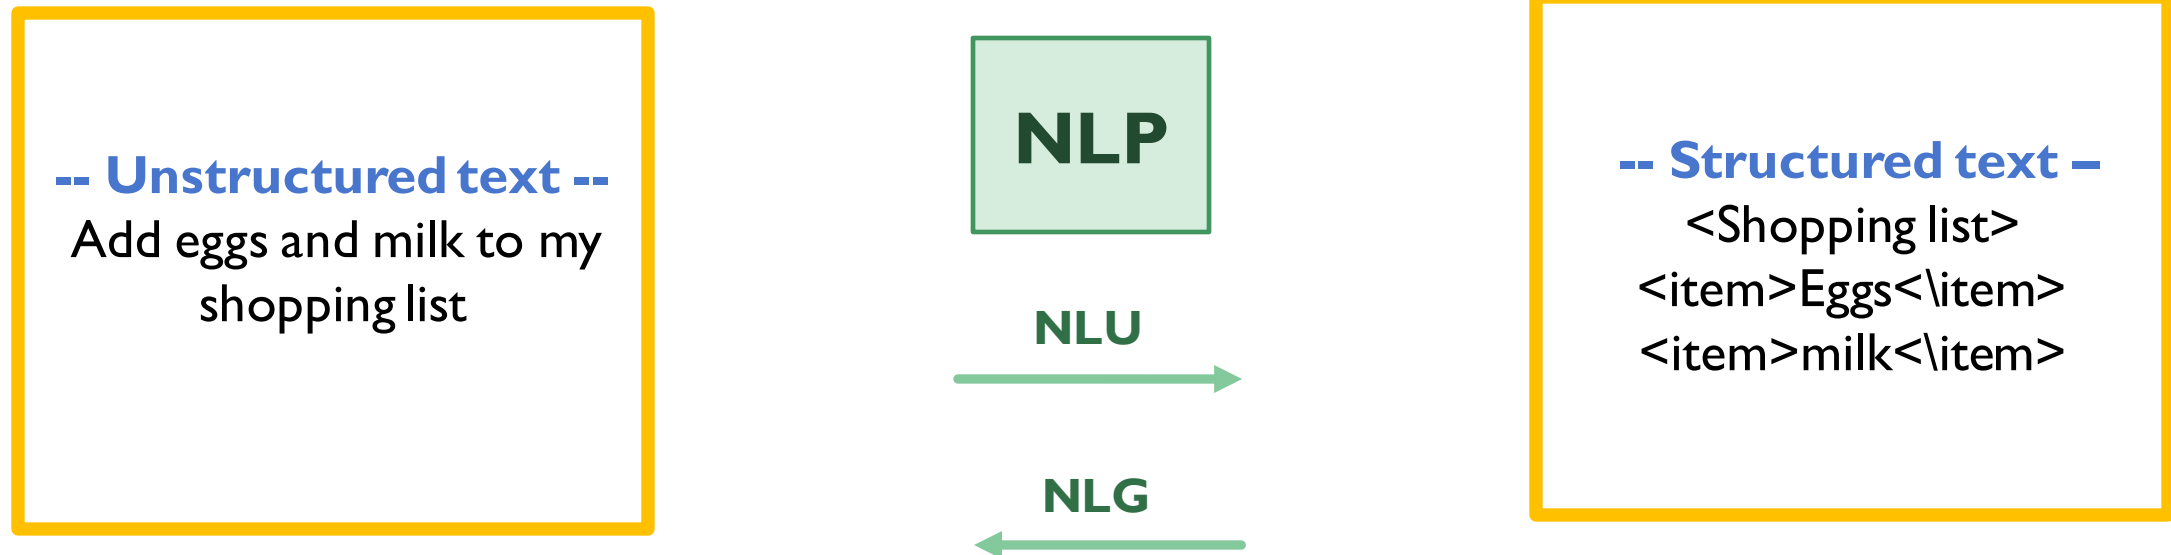 -- Unstructured text --
Add eggs and milk to my
shopping list
NLP
NLU
NLG
-- Structured text –
<Shopping list>
<item>Eggs<\item>
<item>milk<\item>